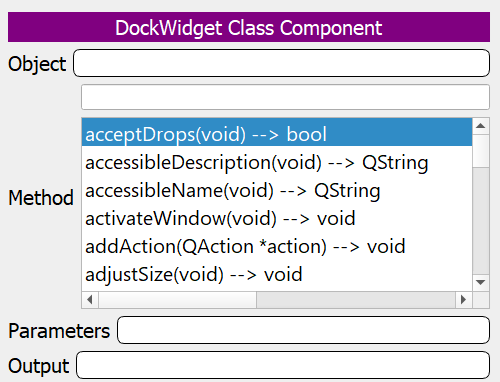 DockWidget Class Component
Object
Method
acceptDrops(void) --> bool
accessibleDescription(void) --> QString
accessibleName(void) --> QString
activateWindow(void) --> void
addAction(QAction *action) --> void
adjustSize(void) --> void
Parameters
Output